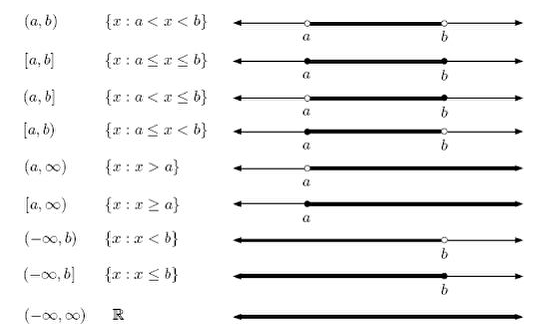 (a, b) {x : a < x < b}
a b
[a, b] {x : a ≤ x ≤ b}
a b
(a, b] {x : a < x ≤ b}
a b
[a, b) {x : a ≤ x < b}
a b
(a, ∞) {x : x > a}
a
[a, ∞) {x : x ≥ a}
a
(−∞, b) {x : x < b}
b
(−∞, b] {x : x ≤ b}
b
(−∞, ∞) ℝ